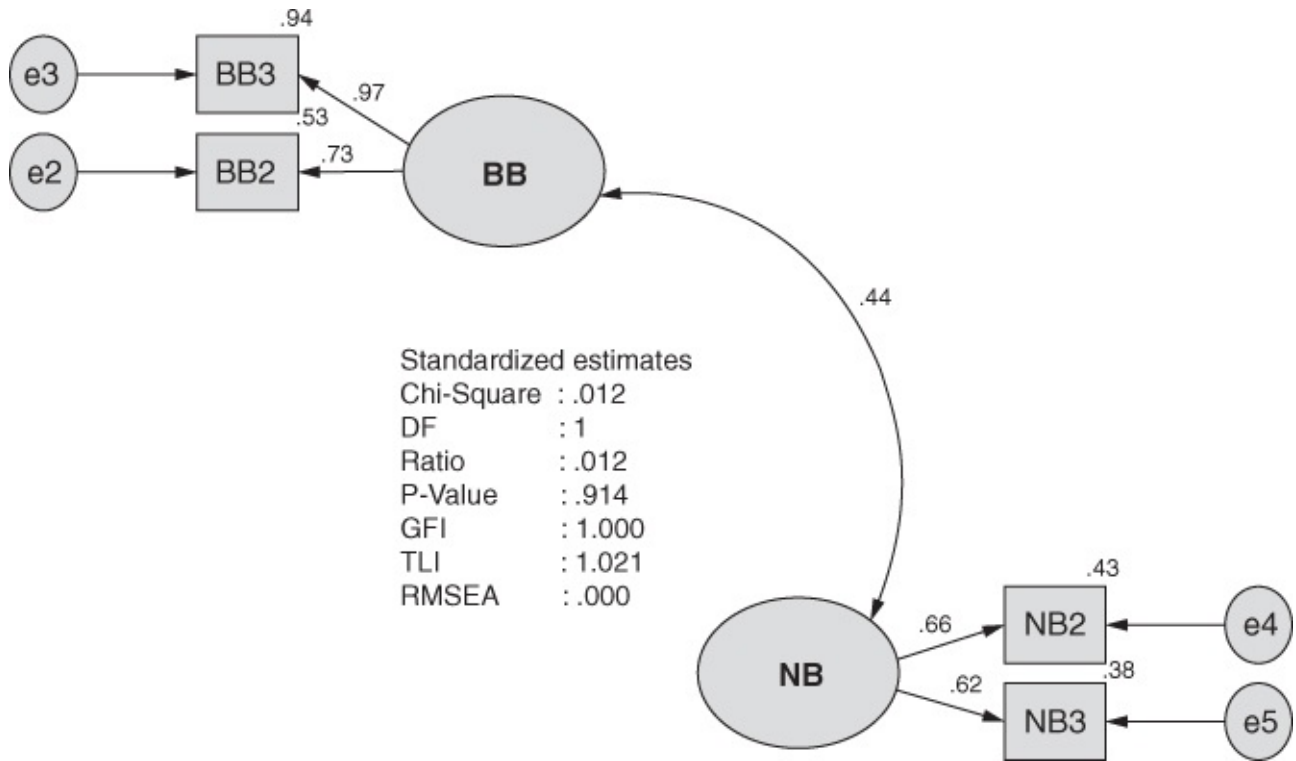 .94
e3
BB3
.97
.53
e2
BB2
.73
BB
.44
Standardized estimates
Chi-Square : .012
DF : 1
Ratio : .012
P-Value : .914
GFI : 1.000
TLI : 1.021
RMSEA : .000
.43
.66
NB2
e4
NB
.62
.38
NB3
e5